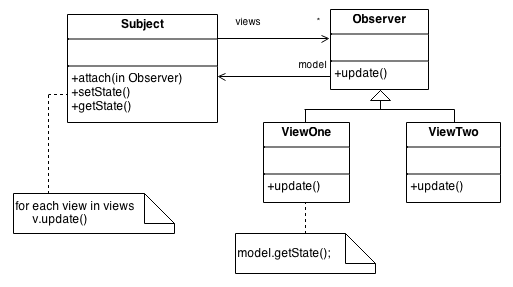 Subject
+attach(in Observer)
+setState()
+getState()
views
*
model
Observer
+update()
ViewOne
+update()
ViewTwo
+update()
for each view in views
v.update()
model.getState();